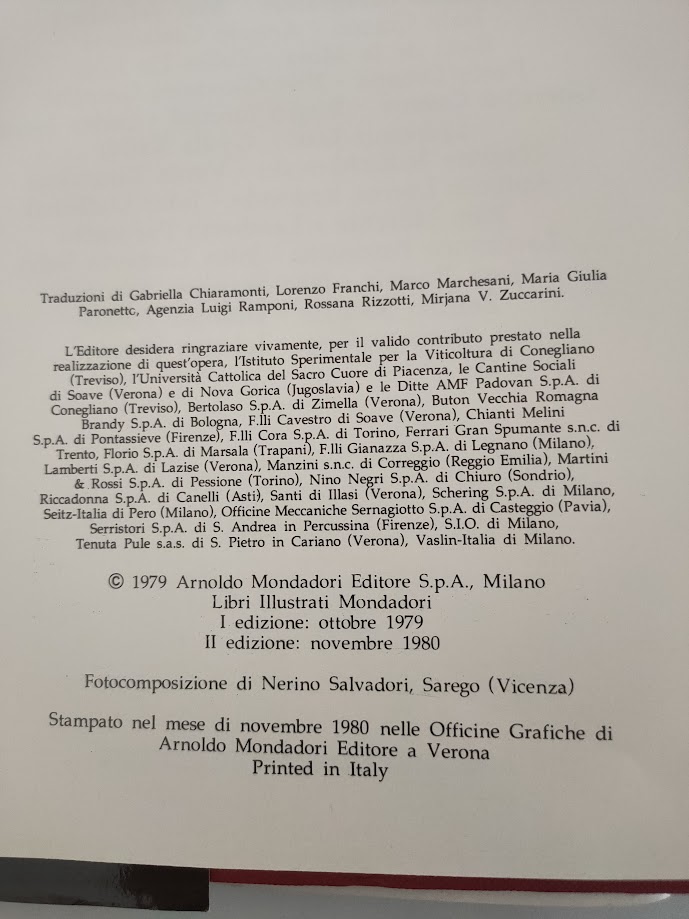 Traduzioni di Gabriella Chiaramonti, Lorenzo Franchi, Marco Marchesani, Maria Giulia
Paronetto, Agenzia Luigi Ramponi, Rossana Rizzotti, Mirjana V. Zuccarini.
L'Editore desidera ringraziare vivamente, per il valido contributo prestato nella
realizzazione di quest'opera, l'Istituto Sperimentale per la Viticoltura di Conegliano
(Treviso), l'Università Cattolica del Sacro Cuore di Piacenza, le Cantine Sociali
di Soave (Verona) e di Nova Gorica (Jugoslavia) e le Ditte AMF Padovan S.p.A. di
Conegliano (Treviso), Bertolaso S.p.A. di Zimella (Verona), Buton Vecchia Romagna
Brandy S.p.A. di Bologna, F.lli Cavestro di Soave (Verona), Chianti Melini
S.p.A. di Pontassieve (Firenze), F.lli Cora S.p.A. di Torino, Ferrari Gran Spumante s.n.c. di
Trento, Florio S.p.A. di Marsala (Trapani), F.lli Gianazza S.p.A. di Legnano (Milano),
Lamberti S.p.A. di Lazise (Verona), Manzini s.n.c. di Correggio (Reggio Emilia), Martini
& Rossi S.p.A. di Pessione (Torino), Nino Negri S.p.A. di Chiuro (Sondrio),
Riccadonna S.p.A. di Canelli (Asti), Santi di Illasi (Verona), Schering S.p.A. di Milano,
Seitz-Italia di Pero (Milano), Officine Meccaniche Sernagiotto S.p.A. di Casteggio (Pavia),
Serristori S.p.A. di S. Andrea in Percussina (Firenze), S.I.O. di Milano,
Tenuta Pule s.a.s. di S. Pietro in Cariano (Verona), Vaslin-Italia di Milano.
© 1979 Arnoldo Mondadori Editore S.p.A., Milano
Libri Illustrati Mondadori
I edizione: ottobre 1979
II edizione: novembre 1980
Fotocomposizione di Nerino Salvadori, Sarego (Vicenza)
Stampato nel mese di novembre 1980 nelle Officine Grafiche di
Arnoldo Mondadori Editore a Verona
Printed in Italy